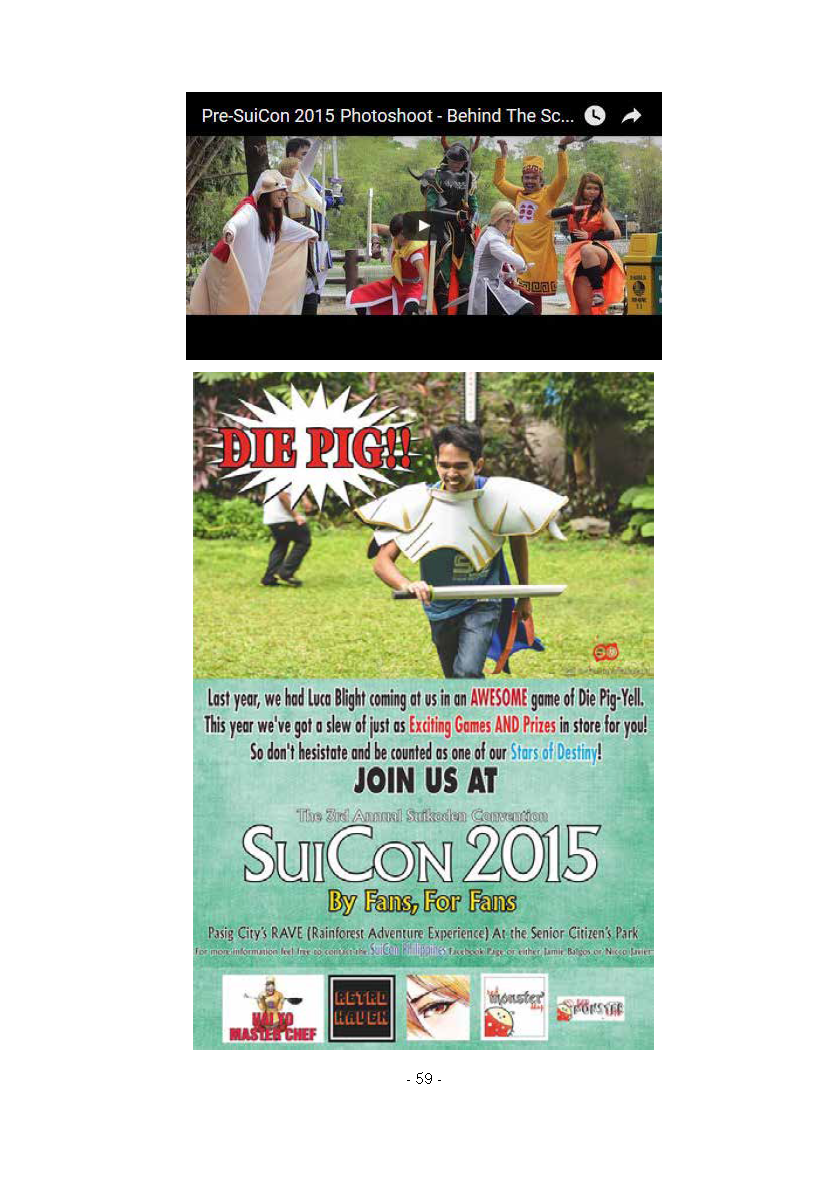 Pre-SuiCon 2015 Photoshoot - Behind The Sc...
DIE PIG!!
Last year, we had Luca Blight coming at us in an AWESOME game of Die Pig-Yell.
This year we've got a slew of just as Exciting Games AND Prizes in store for you!
So don't hesistate and be counted as one of our Stars of Destiny!
JOIN US AT
The 3rd Annual Suikoden Convention
SUICON 2015
By Fans, For Fans
Pasig City's RAVE (Rainforest Adventure Experience) At the Senior Citizen's Park
For more information feel free to contact the SuiCon Philippines Facebook Page or either Jamie Balgos or Nicco Javier
HAI YO
MASTER CHEF
RETRO
HAVEN
monster
MONSTER
- 59 -